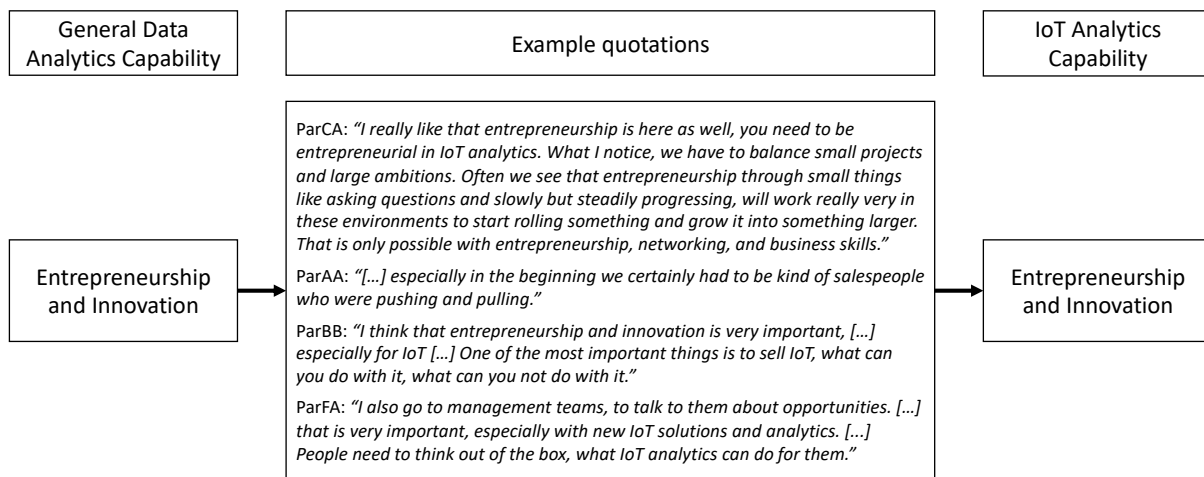 General Data
Analytics Capability
Example quotations
IoT Analytics
Capability
Entrepreneurship
and Innovation
ParCA: “I really like that entrepreneurship is here as well, you need to be
entrepreneurial in IoT analytics. What I notice, we have to balance small projects
and large ambitions. Often we see that entrepreneurship through small things
like asking questions and slowly but steadily progressing, will work really very in
these environments to start rolling something and grow it into something larger.
That is only possible with entrepreneurship, networking, and business skills.”
ParAA: “[…] especially in the beginning we certainly had to be kind of salespeople
who were pushing and pulling.”
ParBB: “I think that entrepreneurship and innovation is very important, […]
especially for IoT […] One of the most important things is to sell IoT, what can
you do with it, what can you not do with it.”
ParFA: “I also go to management teams, to talk to them about opportunities. […]
that is very important, especially with new IoT solutions and analytics. [...]
People need to think out of the box, what IoT analytics can do for them.”
Entrepreneurship
and Innovation